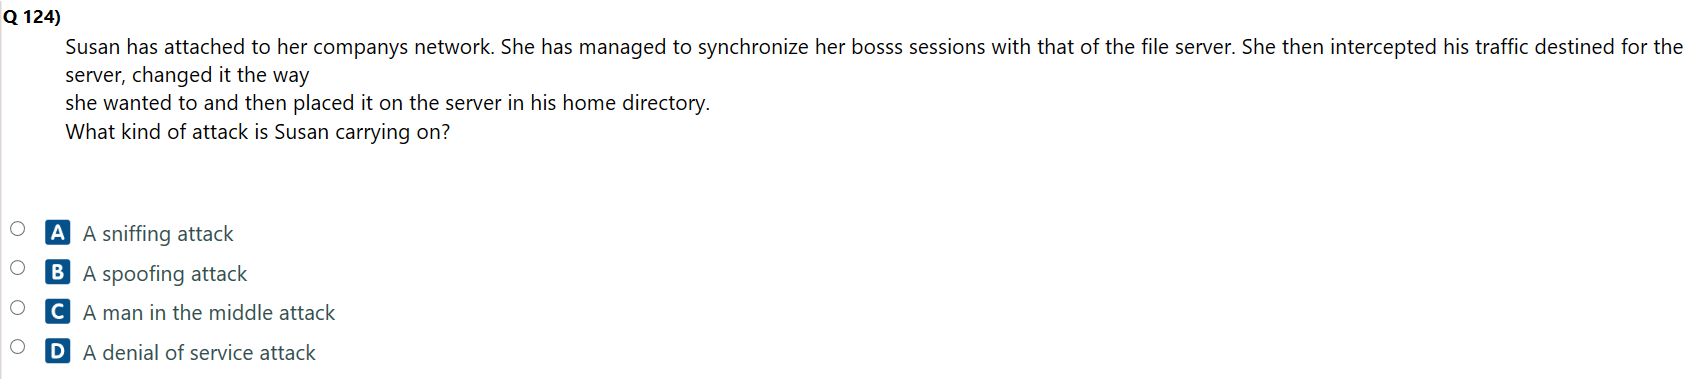 Q 124)
Susan has attached to her companys network. She has managed to synchronize her bosss sessions with that of the file server. She then intercepted his traffic destined for the
server, changed it the way
she wanted to and then placed it on the server in his home directory.
What kind of attack is Susan carrying on?
A A sniffing attack
B A spoofing attack
C A man in the middle attack
D A denial of service attack